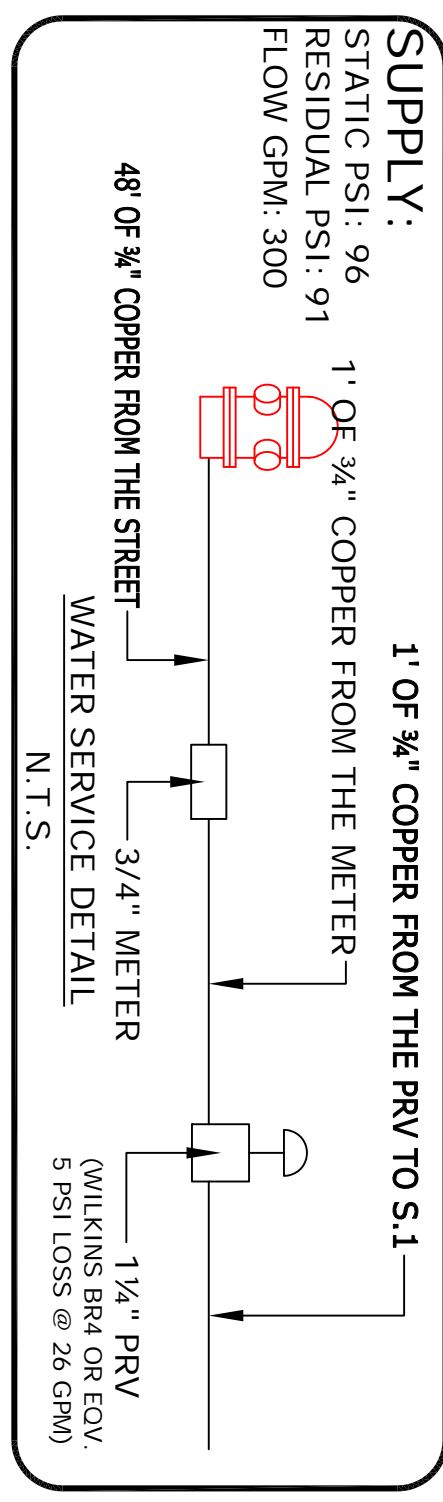 SUPPLY:
STATIC PSI: 96
RESIDUAL PSI: 91
FLOW GPM: 300
1' OF ¾" COPPER FROM THE PRV TO S.1
1' OF ¾" COPPER FROM THE METER
48' OF ¾" COPPER FROM THE STREET
3/4" METER
1¼" PRV
(WILKINS BR4 OR EQV.
5 PSI LOSS @ 26 GPM)
WATER SERVICE DETAIL
N.T.S.